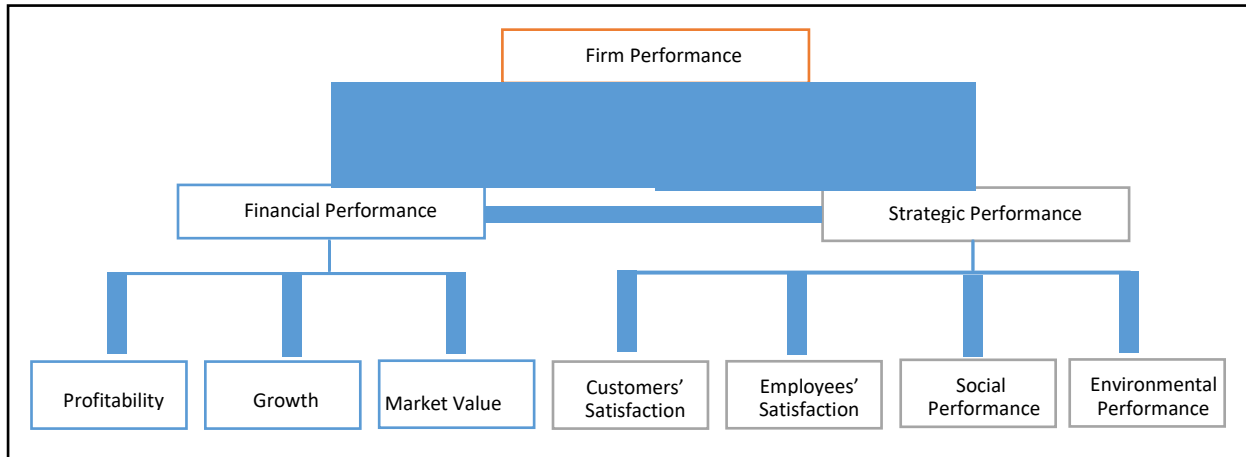 Firm Performance
Financial Performance
Strategic Performance
Profitability
Growth
Market Value
Customers’
Satisfaction
Employees’
Satisfaction
Social
Performance
Environmental
Performance